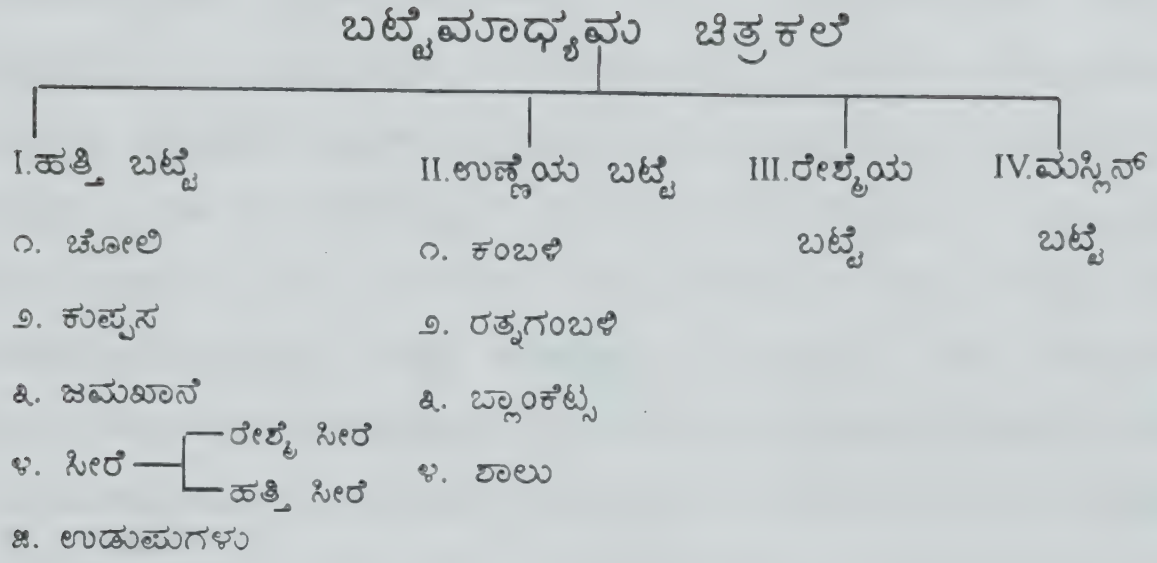 ಬಟ್ಟೆಮಾಧ್ಯಮ ಚಿತ್ರಕಲೆ
I.ಹತ್ತಿ ಬಟ್ಟೆ
೧. ಚೋಲಿ
೨. ಕುಪ್ಪಸ
೩. ಜಮಖಾನೆ
೪. ಸೀರೆ
ರೇಶ್ಮೆ ಸೀರೆ
ಹತ್ತಿ ಸೀರೆ
೫. ಉಡುಪುಗಳು
II.ಉಣ್ಣೆಯ ಬಟ್ಟೆ
೧. ಕಂಬಳಿ
೨. ರತ್ನಗಂಬಳಿ
೩. ಬ್ಲಾಂಕೆಟ್ಸ
೪. ಶಾಲು
III.ರೇಶ್ಮೆಯ
ಬಟ್ಟೆ
IV.ಮಸ್ಲಿನ್
ಬಟ್ಟೆ